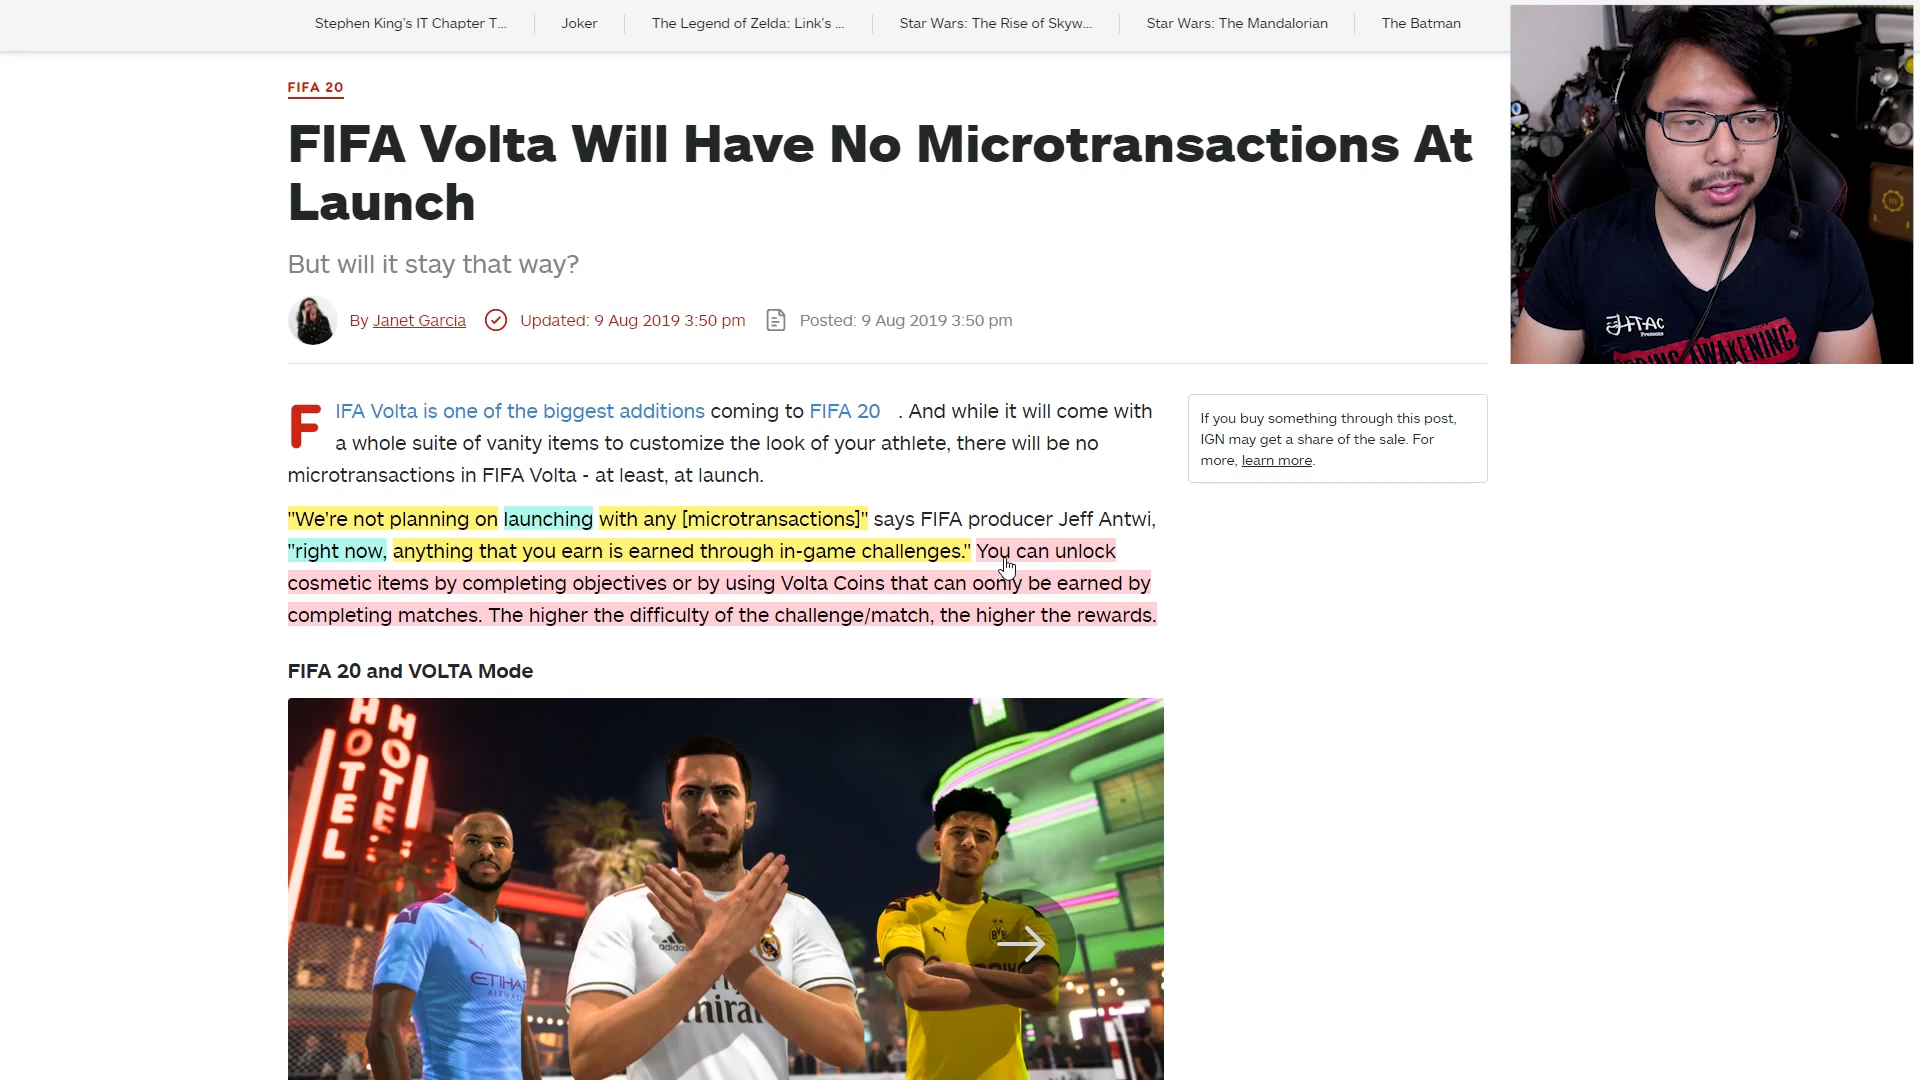 Stephen King's IT Chapter T...
Joker
The Legend of Zelda: Link's ...
Star Wars: The Rise of Skyw...
Star Wars: The Mandalorian
The Batman
FIFA 20
FIFA Volta Will Have No Microtransactions At
Launch
But will it stay that way?
By Janet Garcia
Updated: 9 Aug 2019 3:50 pm
Posted: 9 Aug 2019 3:50 pm
FIFA Volta is one of the biggest additions coming to FIFA 20 . And while it will come with
a whole suite of vanity items to customize the look of your athlete, there will be no
microtransactions in FIFA Volta - at least, at launch.
"We're not planning on launching with any [microtransactions]" says FIFA producer Jeff Antwi,
"right now, anything that you earn is earned through in-game challenges." You can unlock
cosmetic items by completing objectives or by using Volta Coins that can oonly be earned by
completing matches. The higher the difficulty of the challenge/match, the higher the rewards.
If you buy something through this post,
IGN may get a share of the sale. For
more, learn more.
FIFA 20 and VOLTA Mode
HOTEL
HOTE
adidas
ETIHAD
AIRWAYS
BVB
Presents
AWAKENING